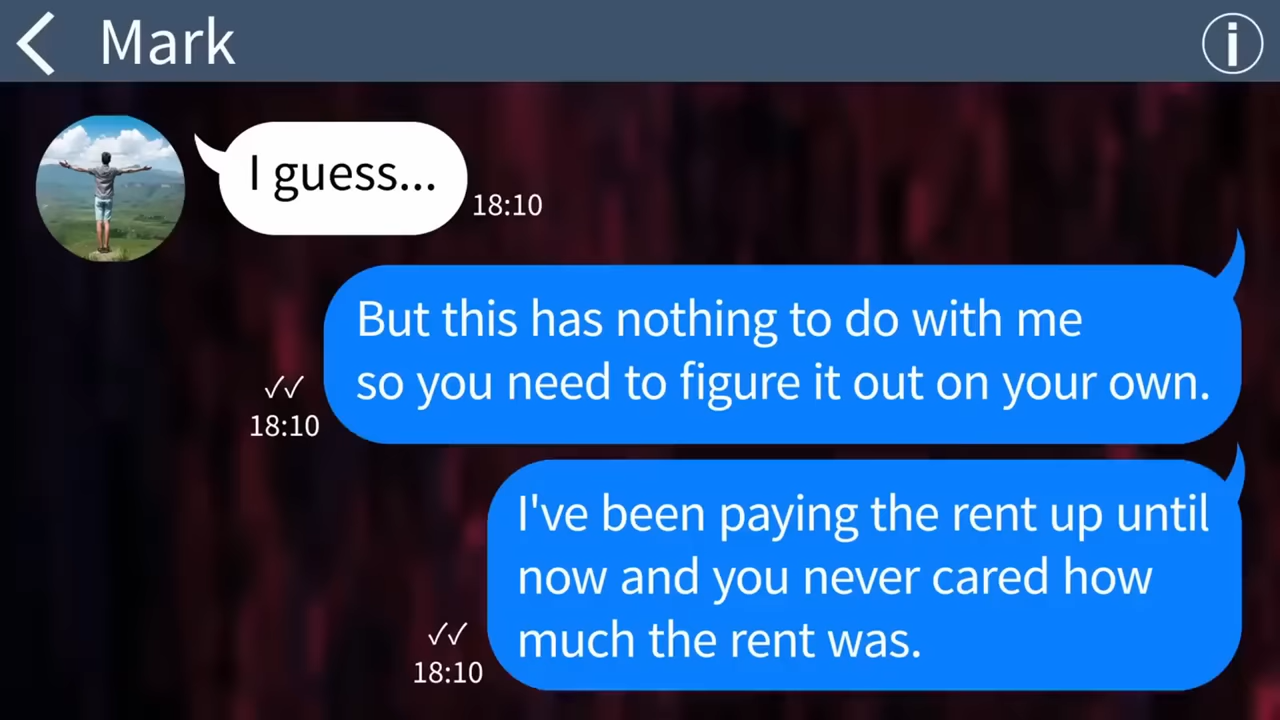 Mark
I guess...
18:10
But this has nothing to do with me
so you need to figure it out on your own.
18:10
I've been paying the rent up until
now and you never cared how
much the rent was.
18:10